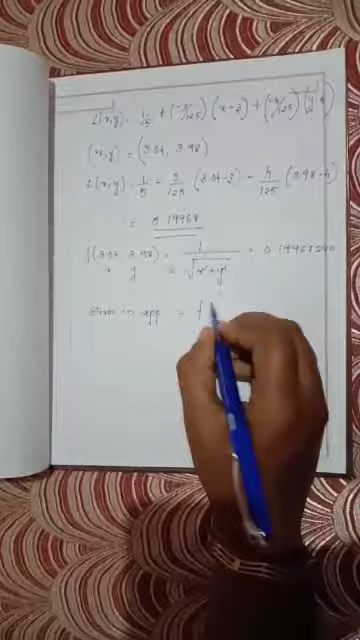 L(x,y) = 1/5 + (-3/125) (x-3) + (-4/125) (y-4)
(x,y) = (3.04, 3.98)
L(x,y) = 1/5 - 3/125 (3.04-3) - 4/125 (3.98-4)
= 0.19968
f(3.04, 3.98) = 1/√(x²+y²) = 0.19967
x y
Error in app = f